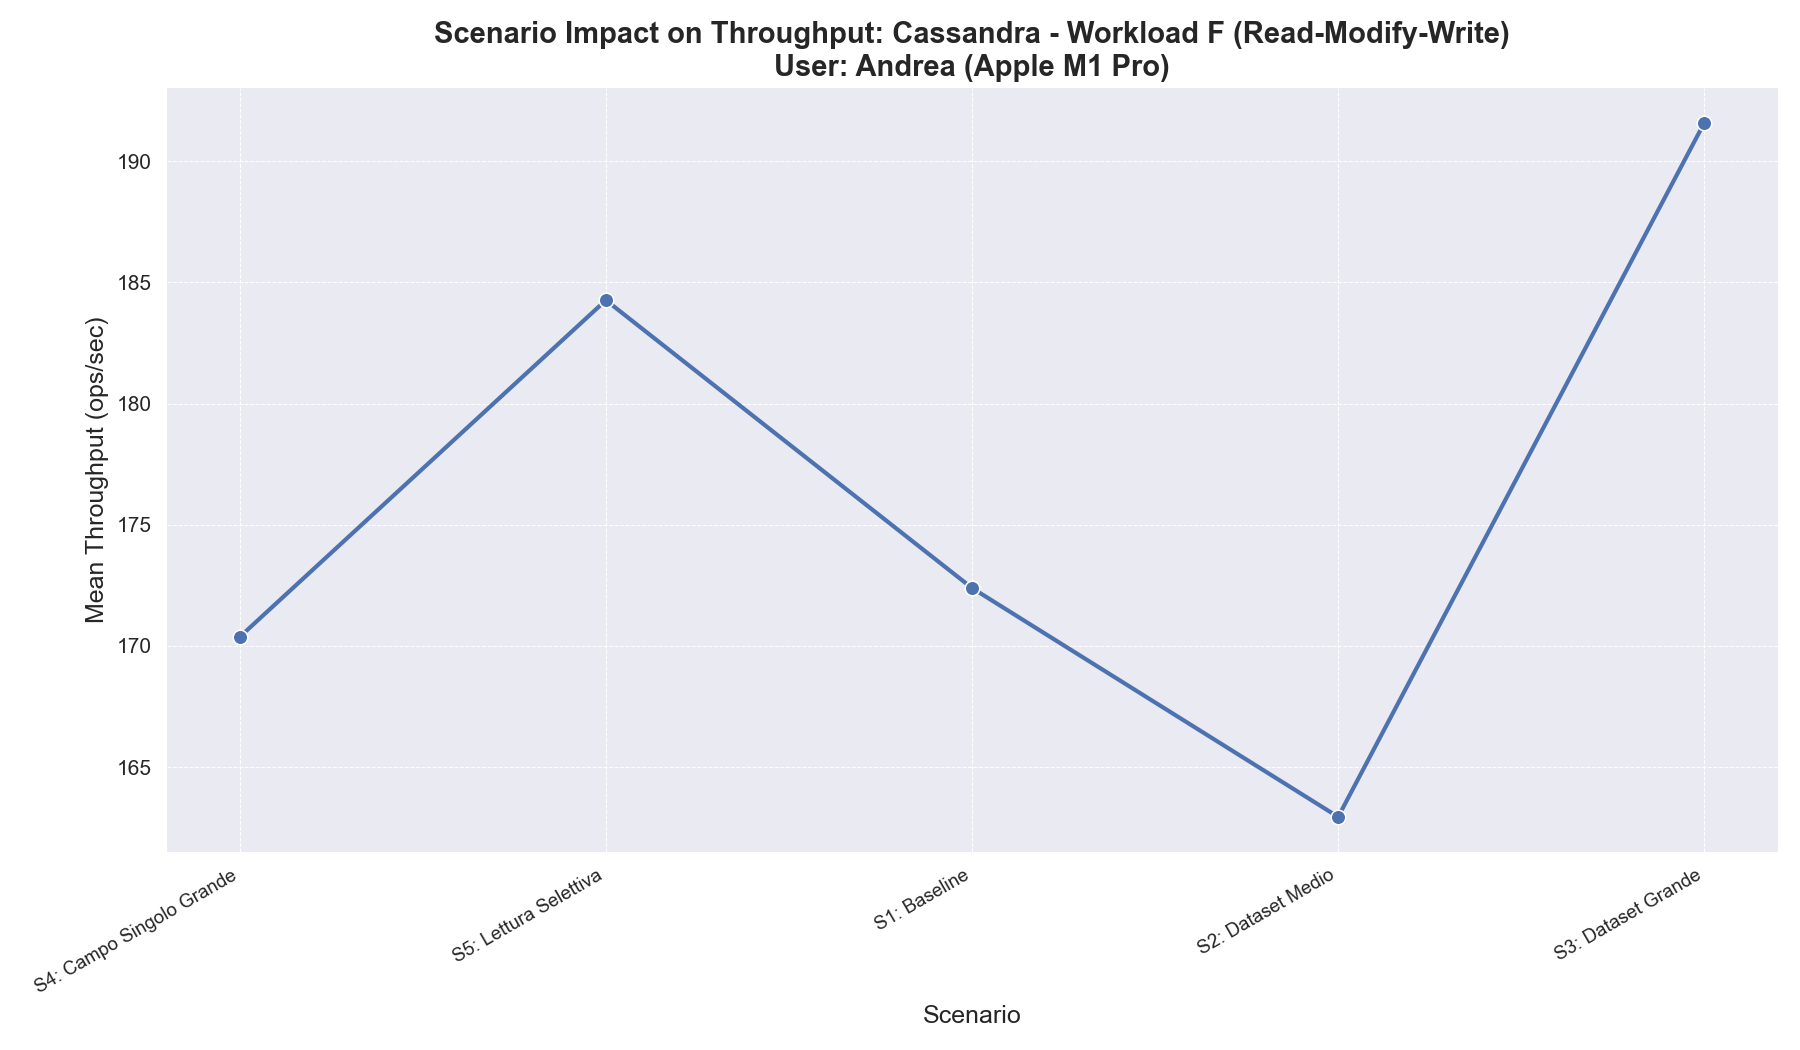 Scenario Impact on Throughput: Cassandra - Workload F (Read-Modify-Write)
User: Andrea (Apple M1 Pro)
Mean Throughput (ops/sec)
190
185
180
175
170
165
S4: Campo Singolo Grande
S5: Lettura Selettiva
S1: Baseline
S2: Dataset Medio
S3: Dataset Grande
Scenario